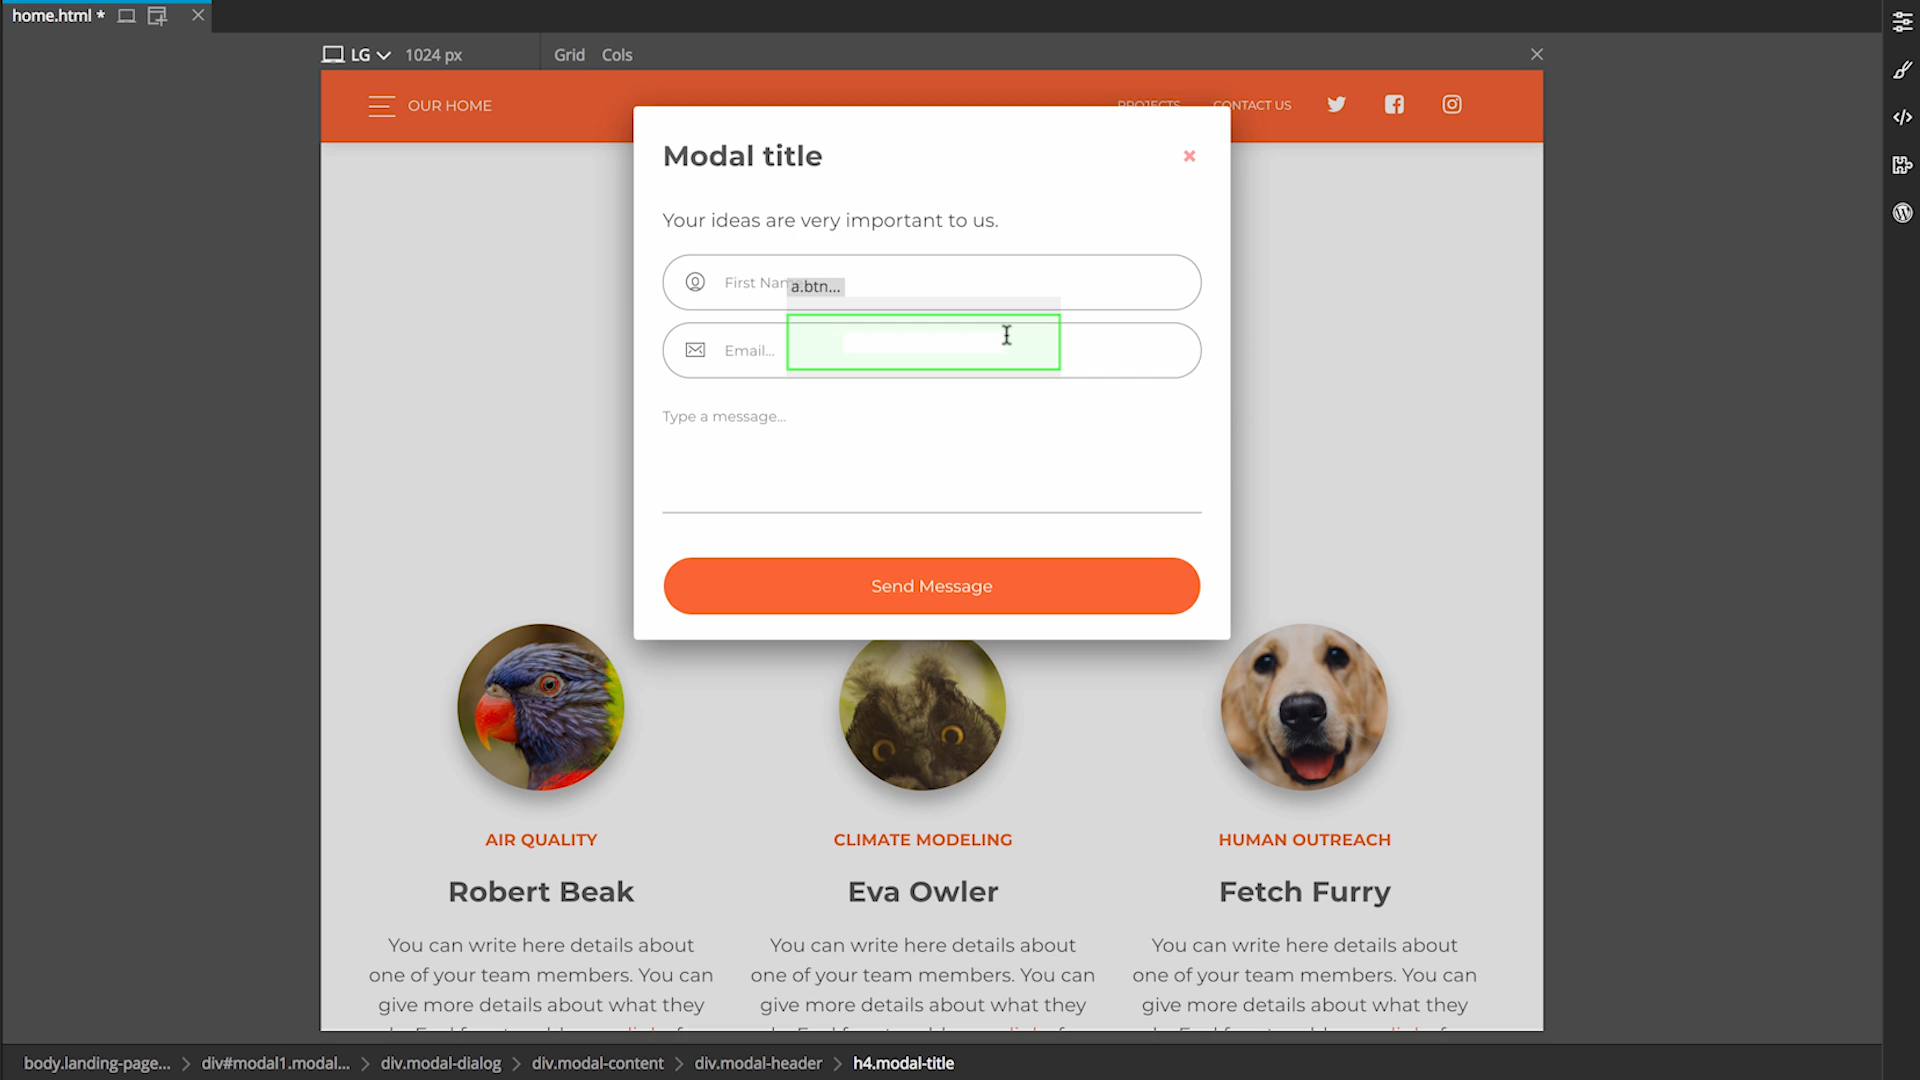 home.html *
LG 1024 px Grid Cols
OUR HOME PROJECTS CONTACT US
Modal title
Your ideas are very important to us.
First Nam
a.btn...
Email...
Type a message...
Send Message
AIR QUALITY CLIMATE MODELING HUMAN OUTREACH
Robert Beak Eva Owler Fetch Furry
You can write here details about You can write here details about You can write here details about
one of your team members. You can one of your team members. You can one of your team members. You can
give more details about what they give more details about what they give more details about what they
body.landing-page... div#modal1.modal... div.modal-dialog div.modal-content div.modal-header h4.modal-title